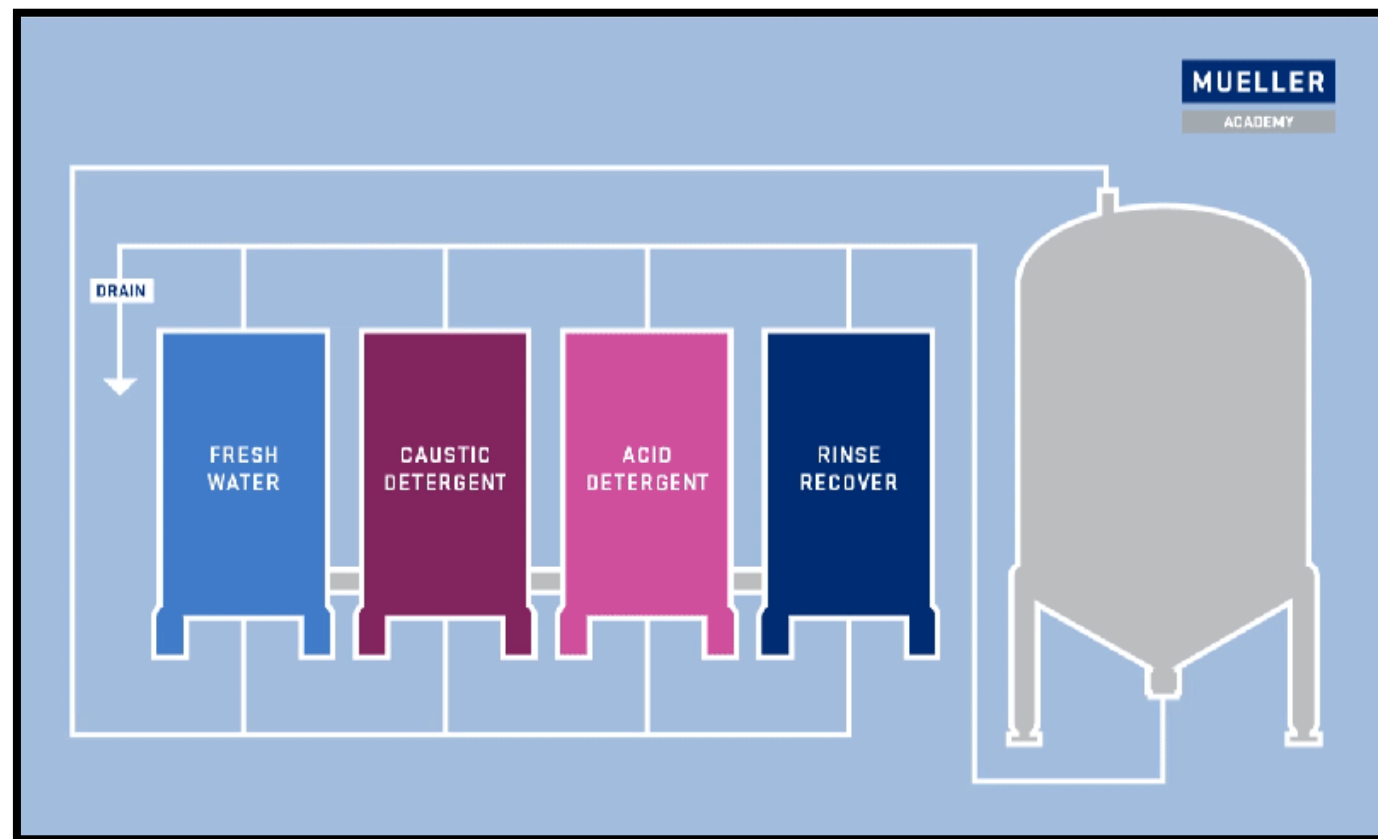 MUELLER
ACADEMY
DRAIN
FRESH
WATER
CAUSTIC
DETERGENT
ACID
DETERGENT
RINSE
RECOVER